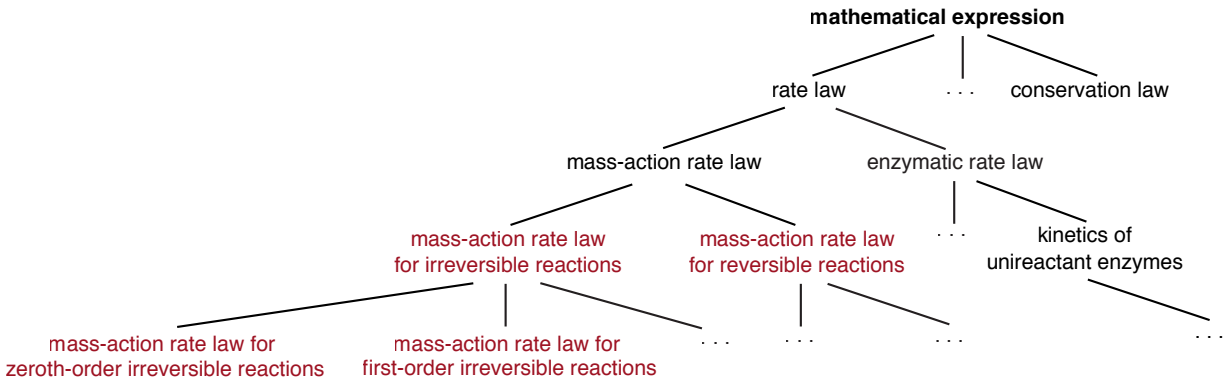 mathematical expression
rate law
. . .
conservation law
mass-action rate law
enzymatic rate law
mass-action rate law
for irreversible reactions
mass-action rate law
for reversible reactions
. . .
kinetics of
unireactant enzymes
mass-action rate law for
zeroth-order irreversible reactions
mass-action rate law for
first-order irreversible reactions
. . .
. . .
. . .
. . .